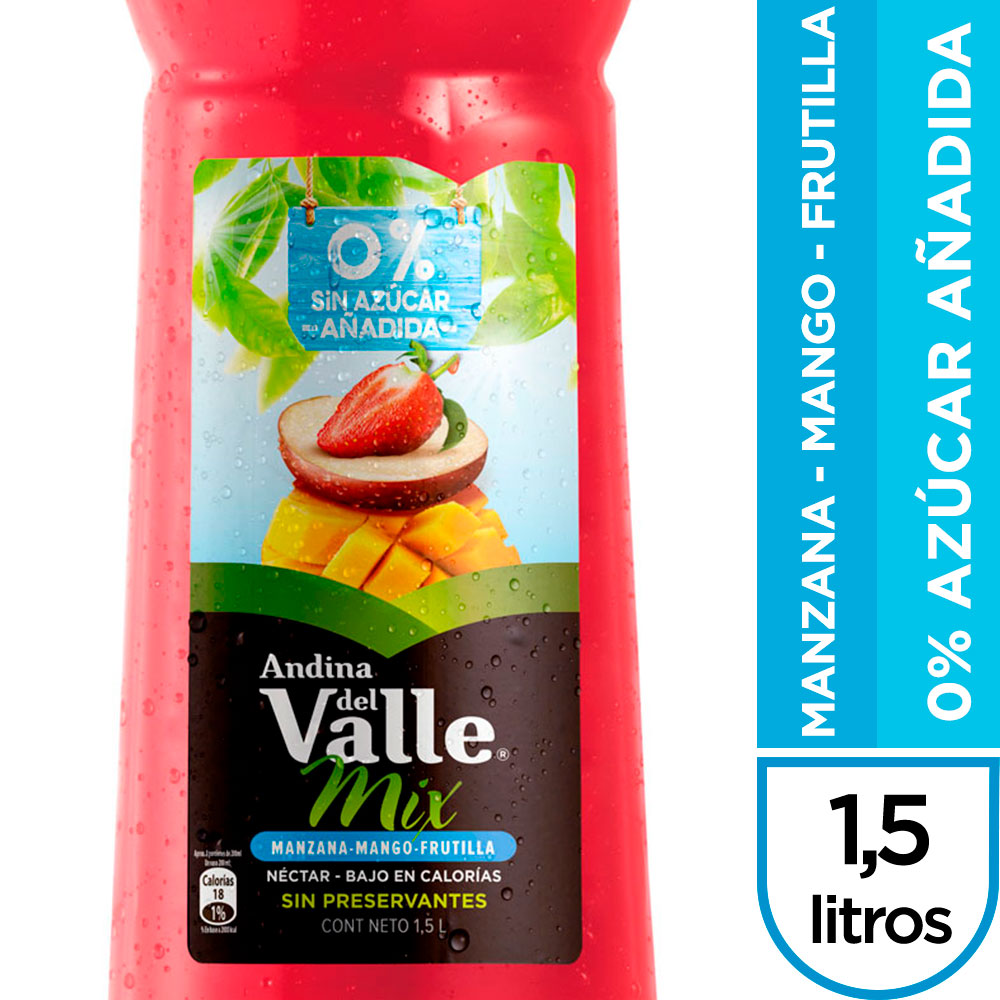 0%
SIN AZÚCAR
AÑADIDA
Andina
del
Valle®
Mix
MANZANA-MANGO-FRUTILLA
NÉCTAR - BAJO EN CALORÍAS
SIN PRESERVANTES
CONT NETO 1,5 L
Calorías
18
1%
MANZANA - MANGO - FRUTILLA
0% AZÚCAR AÑADIDA
1,5
litros